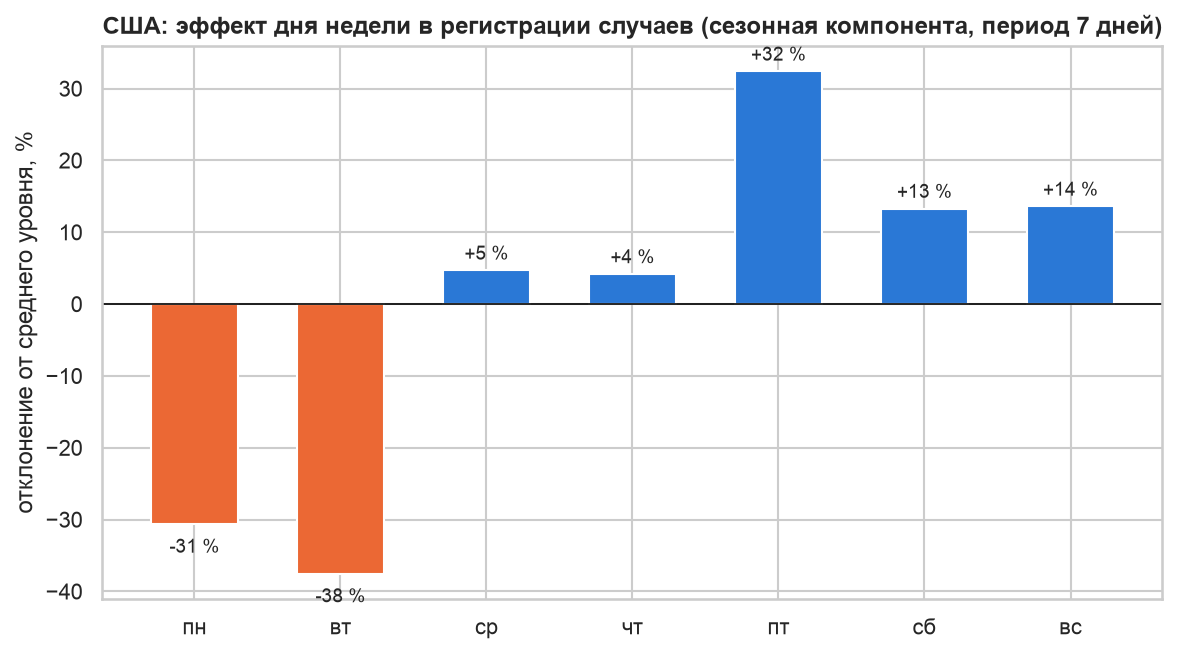 США: эффект дня недели в регистрации случаев (сезонная компонента, период 7 дней)
отклонение от среднего уровня, %
30
20
10
0
−10
−20
−30
−40
-31 %
-38 %
+5 %
+4 %
+32 %
+13 %
+14 %
пн
вт
ср
чт
пт
сб
вс